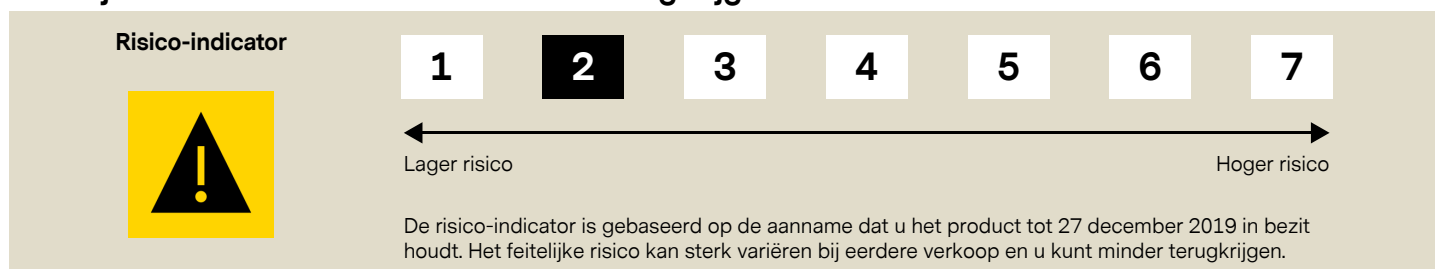 Risico-indicator
1 2 3 4 5 6 7
Lager risico Hoger risico
De risico-indicator is gebaseerd op de aanname dat u het product tot 27 december 2019 in bezit
houdt. Het feitelijke risico kan sterk variëren bij eerdere verkoop en u kunt minder terugkrijgen.